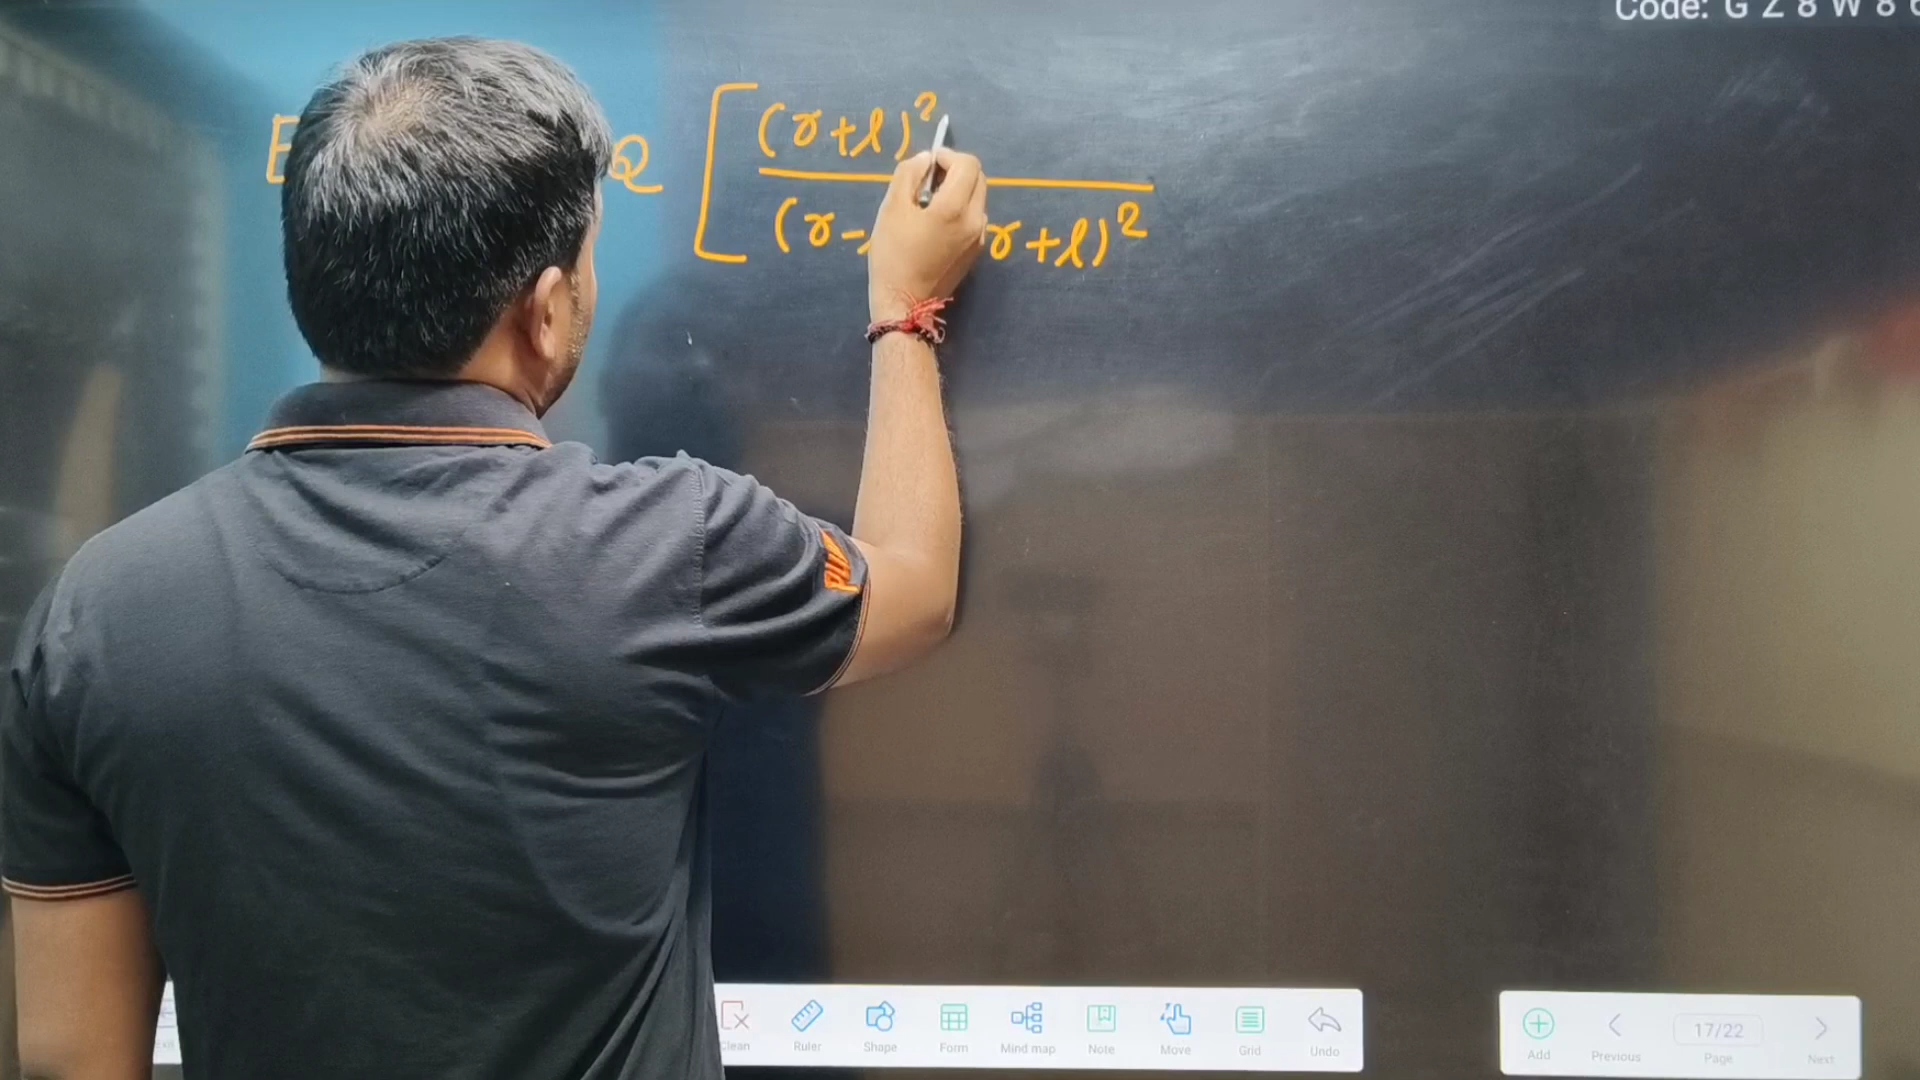 Code: G Z 8 W 8
E Q [ (r+l)²
(r- r+l)²
PW
Clean Ruler Shape Form Mind map Note Move Grid Undo
Add Previous 17/22 Page Next